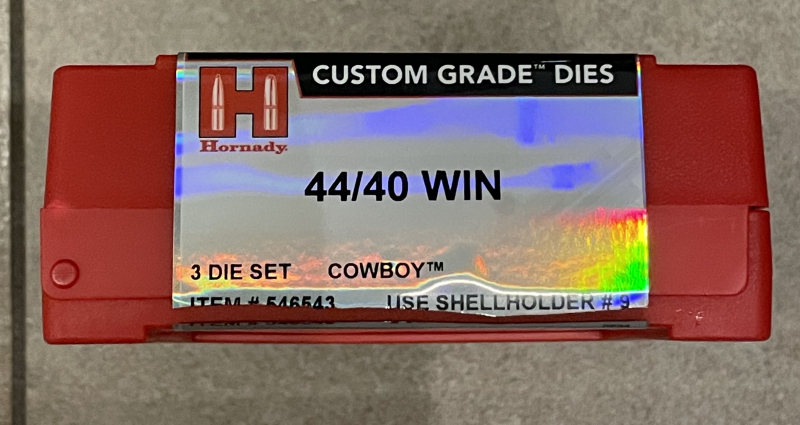 CUSTOM GRADE™ DIES
H
Hornady
44/40 WIN
3 DIE SET COWBOY™
ITEM # 546543 USE SHELLHOLDER # 9